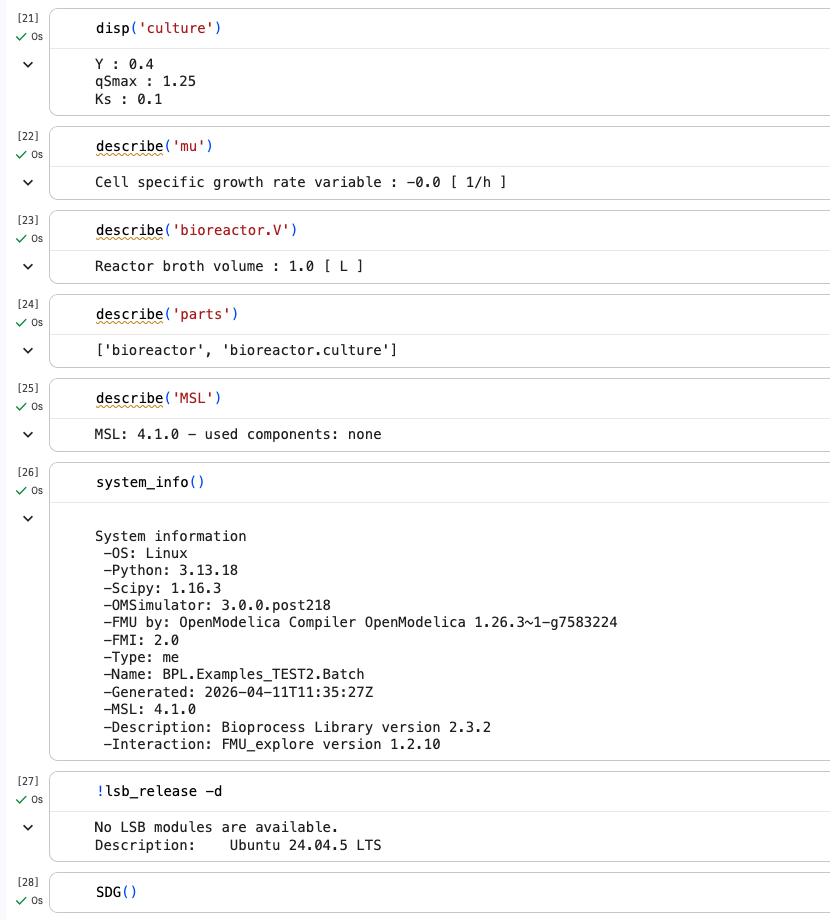 [21]
0s
disp('culture')
Y : 0.4
qSmax : 1.25
Ks : 0.1
[22]
0s
describe('mu')
Cell specific growth rate variable : -0.0 [ 1/h ]
[23]
0s
describe('bioreactor.V')
Reactor broth volume : 1.0 [ L ]
[24]
0s
describe('parts')
['bioreactor', 'bioreactor.culture']
[25]
0s
describe('MSL')
MSL: 4.1.0 - used components: none
[26]
0s
system_info()
System information
-OS: Linux
-Python: 3.13.18
-Scipy: 1.16.3
-OMSimulator: 3.0.0.post218
-FMU by: OpenModelica Compiler OpenModelica 1.26.3~1-g7583224
-FMI: 2.0
-Type: me
-Name: BPL.Examples_TEST2.Batch
-Generated: 2026-04-11T11:35:27Z
-MSL: 4.1.0
-Description: Bioprocess Library version 2.3.2
-Interaction: FMU_explore version 1.2.10
[27]
0s
!lsb_release -d
No LSB modules are available.
Description:    Ubuntu 24.04.5 LTS
[28]
0s
SDG()